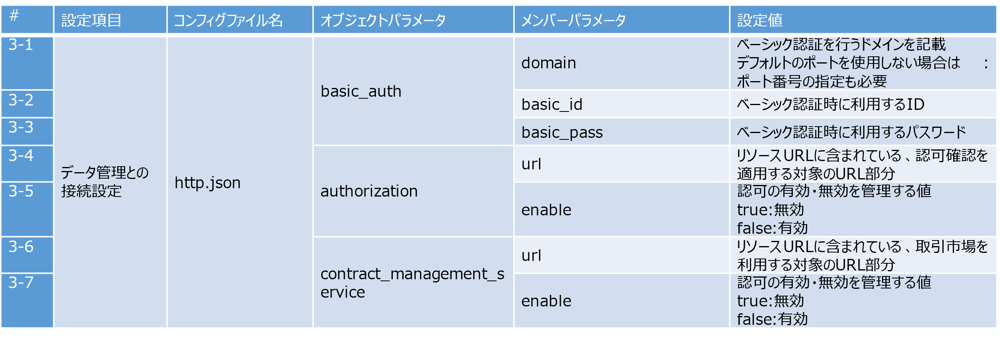 #
設定項目
コンフィグファイル名
オブジェクトパラメータ
メンバーパラメータ
設定値
3-1
データ管理との
接続設定
http.json
basic_auth
domain
ベーシック認証を行うドメインを記載
デフォルトのポートを使用しない場合は　:
ポート番号の指定も必要
3-2
basic_id
ベーシック認証時に利用するID
3-3
basic_pass
ベーシック認証時に利用するパスワード
3-4
authorization
url
リソースURLに含まれている、認可確認を
適用する対象のURL部分
3-5
enable
認可の有効・無効を管理する値
true:無効
false:有効
3-6
contract_management_s
ervice
url
リソースURLに含まれている、取引市場を
利用する対象のURL部分
3-7
enable
認可の有効・無効を管理する値
true:無効
false:有効